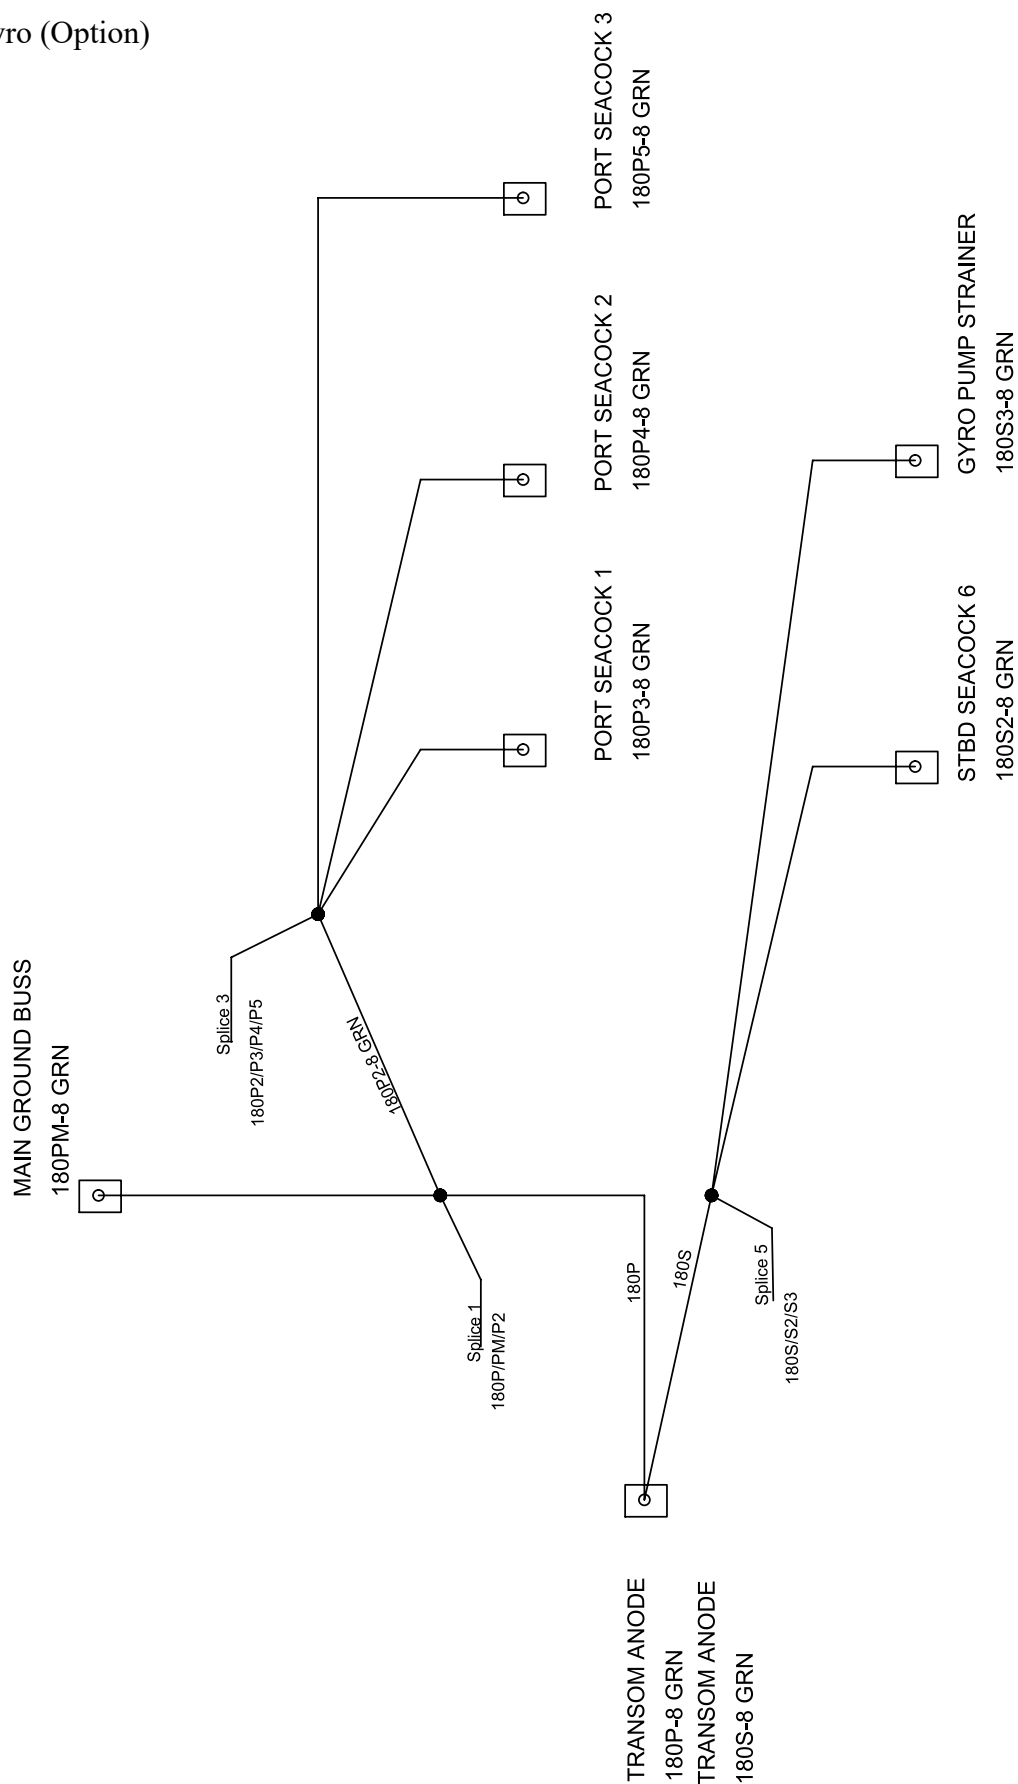 yro (Option)
PORT SEACOCK 3
180P5-8 GRN
PORT SEACOCK 2
180P4-8 GRN
GYRO PUMP STRAINER
180S3-8 GRN
PORT SEACOCK 1
180P3-8 GRN
STBD SEACOCK 6
180S2-8 GRN
MAIN GROUND BUSS
180PM-8 GRN
Splice 3
180P2/P3/P4/P5
180P2-8 GRN
Splice 1
180P/PM/P2
180P
180S
Splice 5
180S/S2/S3
TRANSOM ANODE
180P-8 GRN
TRANSOM ANODE
180S-8 GRN